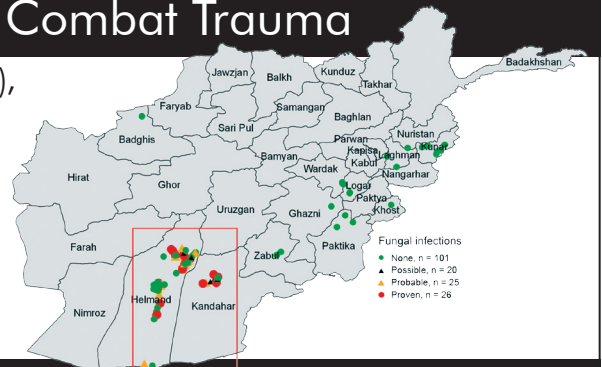 Combat Trauma
),
Badakhshan
Jawzjan
Balkh
Kunduz
Takhar
Faryab
Samangan
Baghlan
Sari Pul
Badghis
Nuristan
Parwan
Kapisa
Kunar
Laghman
Kabul
Bamyan
Wardak
Nangarhar
Hirat
Ghor
Logar
Paktya
Uruzgan
Ghazni
Khost
Farah
Zabul
Paktika
Helmand
Kandahar
Nimroz
Fungal infections
None, n = 101
Possible, n = 20
Probable, n = 25
Proven, n = 26